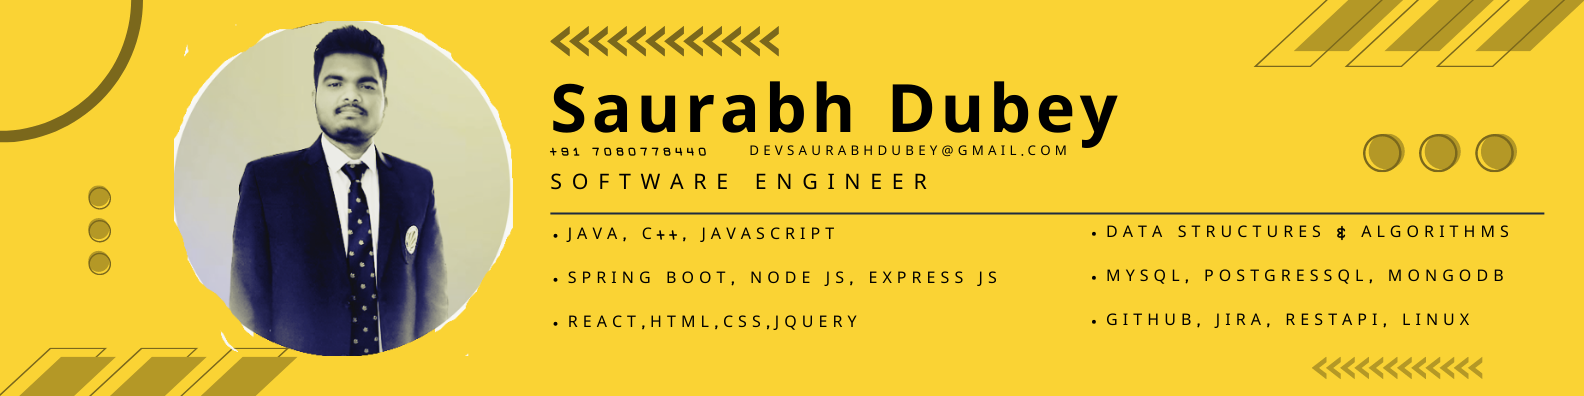 Saurabh Dubey
+91 7080778440 DEVSAURABHDUBEY@GMAIL.COM
SOFTWARE ENGINEER
• JAVA, C++, JAVASCRIPT
• SPRING BOOT, NODE JS, EXPRESS JS
• REACT,HTML,CSS,JQUERY
• DATA STRUCTURES & ALGORITHMS
• MYSQL, POSTGRESSQL, MONGODB
• GITHUB, JIRA, RESTAPI, LINUX